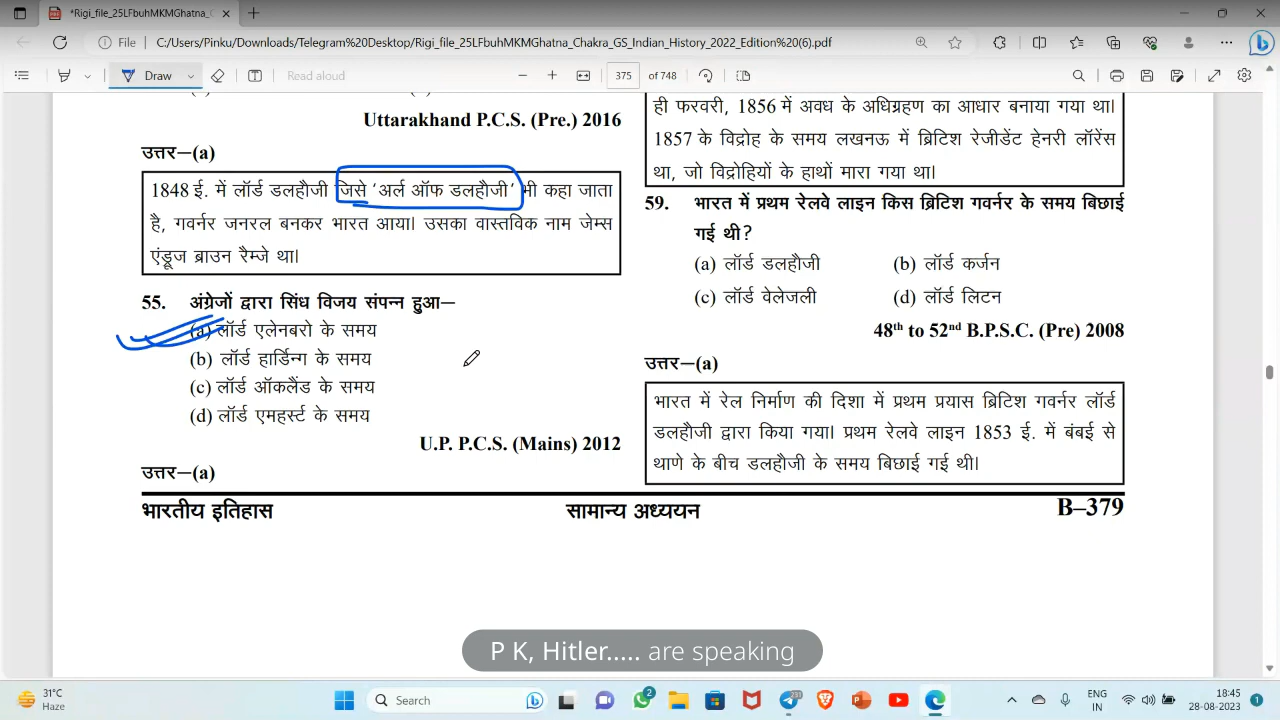 *Rigi_file_25LFbuhMKMGhatna_C
File
C:/Users/Pinku/Downloads/Telegram%20Desktop/Rigi_file_25LFbuhMKMGhatna_Chakra_GS_Indian_History_2022_Edition%20(6).pdf
Draw
Read aloud
375 of 748
Uttarakhand P.C.S. (Pre.) 2016
उत्तर–(a)
1848 ई. में लॉर्ड डलहौजी जिसे ‘अर्ल ऑफ डलहौजी’ भी कहा जाता
है, गवर्नर जनरल बनकर भारत आया। उसका वास्तविक नाम जेम्स
एंड्रूज ब्राउन रैम्जे था।
55. अंग्रेजों द्वारा सिंध विजय संपन्न हुआ–
(a) लॉर्ड एलेनबरो के समय
(b) लॉर्ड हार्डिन्ग के समय
(c) लॉर्ड ऑकलैंड के समय
(d) लॉर्ड एमहर्स्ट के समय
U.P. P.C.S. (Mains) 2012
उत्तर–(a)
ही फरवरी, 1856 में अवध के अधिग्रहण का आधार बनाया गया था।
1857 के विद्रोह के समय लखनऊ में ब्रिटिश रेजीडेंट हेनरी लॉरेंस
था, जो विद्रोहियों के हाथों मारा गया था।
59. भारत में प्रथम रेलवे लाइन किस ब्रिटिश गवर्नर के समय बिछाई
गई थी?
(a) लॉर्ड डलहौजी (b) लॉर्ड कर्जन
(c) लॉर्ड वेलेजली (d) लॉर्ड लिटन
48th to 52nd B.P.S.C. (Pre) 2008
उत्तर–(a)
भारत में रेल निर्माण की दिशा में प्रथम प्रयास ब्रिटिश गवर्नर लॉर्ड
डलहौजी द्वारा किया गया। प्रथम रेलवे लाइन 1853 ई. में बंबई से
थाणे के बीच डलहौजी के समय बिछाई गई थी।
भारतीय इतिहास सामान्य अध्ययन B–379
P K, Hitler..... are speaking
31°C
Haze
Search
2
231
ENG
IN
18:45
28-08-2023
1